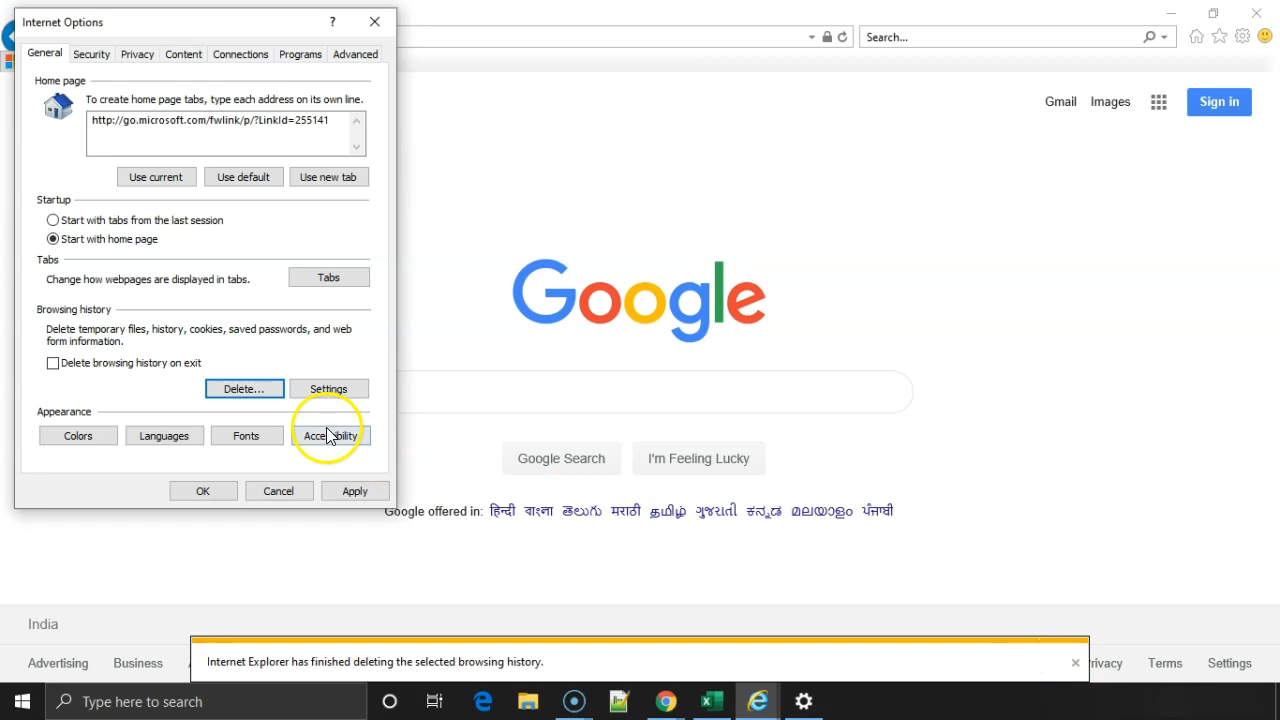 Internet Options
?
General Security Privacy Content Connections Programs Advanced
Home page
To create home page tabs, type each address on its own line.
http://go.microsoft.com/fwlink/p/?LinkId=255141
Use current Use default Use new tab
Startup
Start with tabs from the last session
Start with home page
Tabs
Change how webpages are displayed in tabs.
Tabs
Browsing history
Delete temporary files, history, cookies, saved passwords, and web
form information.
Delete browsing history on exit
Delete... Settings
Appearance
Colors Languages Fonts Accessibility
OK Cancel Apply
Search...
Gmail Images Sign in
Google
Google Search I'm Feeling Lucky
Google offered in: हिन्दी বাংলা తెలుగు मराठी தமிழ் ગુજરાતી ಕನ್ನಡ മലയാളം ਪੰਜਾਬੀ
India
Advertising Business Privacy Terms Settings
Internet Explorer has finished deleting the selected browsing history.
Type here to search